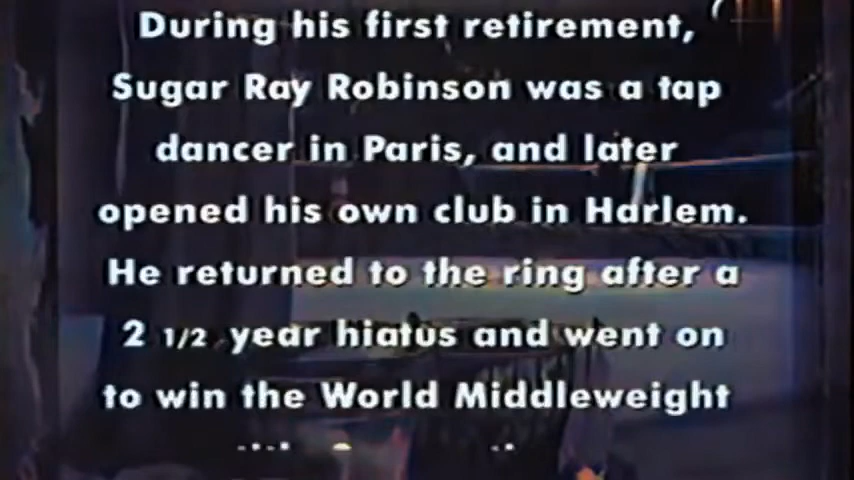 During his first retirement,
Sugar Ray Robinson was a tap
dancer in Paris, and later
opened his own club in Harlem.
He returned to the ring after a
2 1/2 year hiatus and went on
to win the World Middleweight